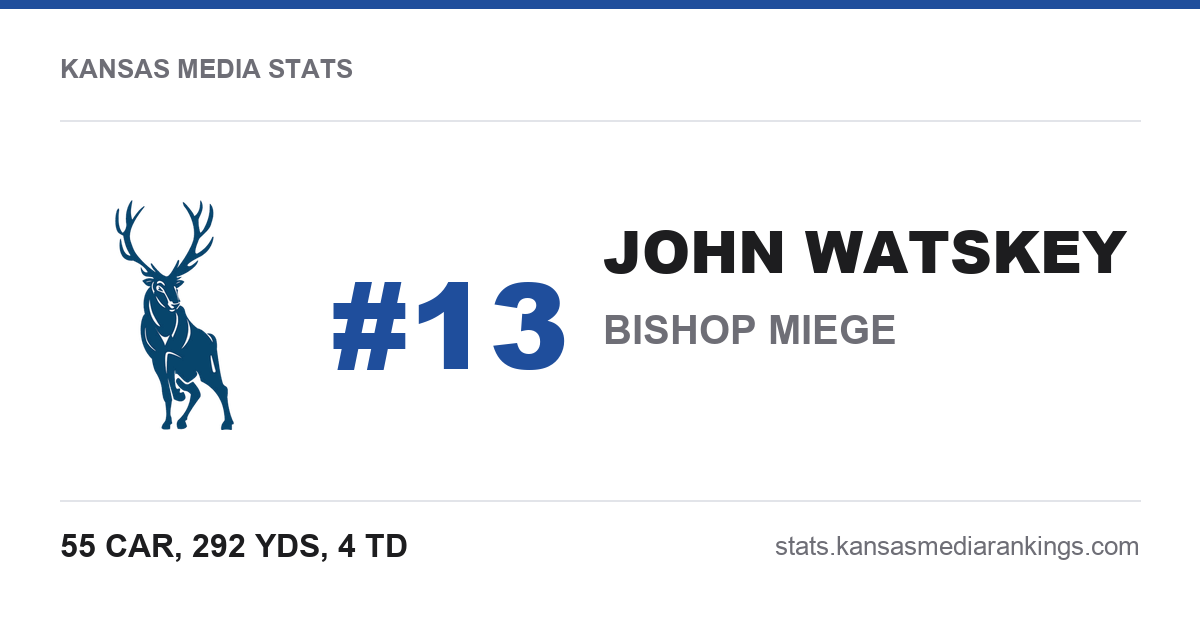 KANSAS MEDIA STATS
#13
JOHN WATSKEY
BISHOP MIEGE
55 CAR, 292 YDS, 4 TD
stats.kansasmediarankings.com